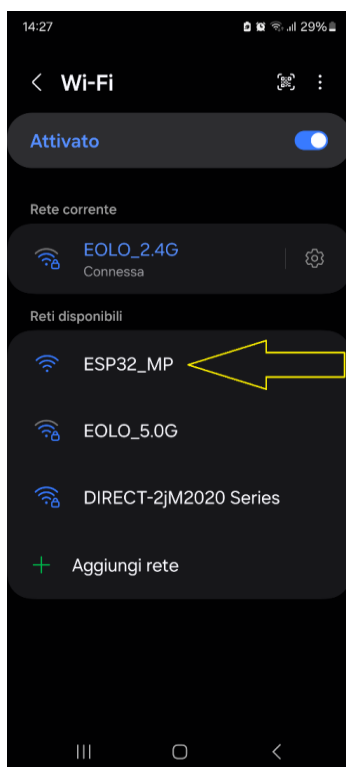 14:27 29%
Wi-Fi
Attivato
Rete corrente
EOLO_2.4G
Connessa
Reti disponibili
ESP32_MP
EOLO_5.0G
DIRECT-2jM2020 Series
Aggiungi rete